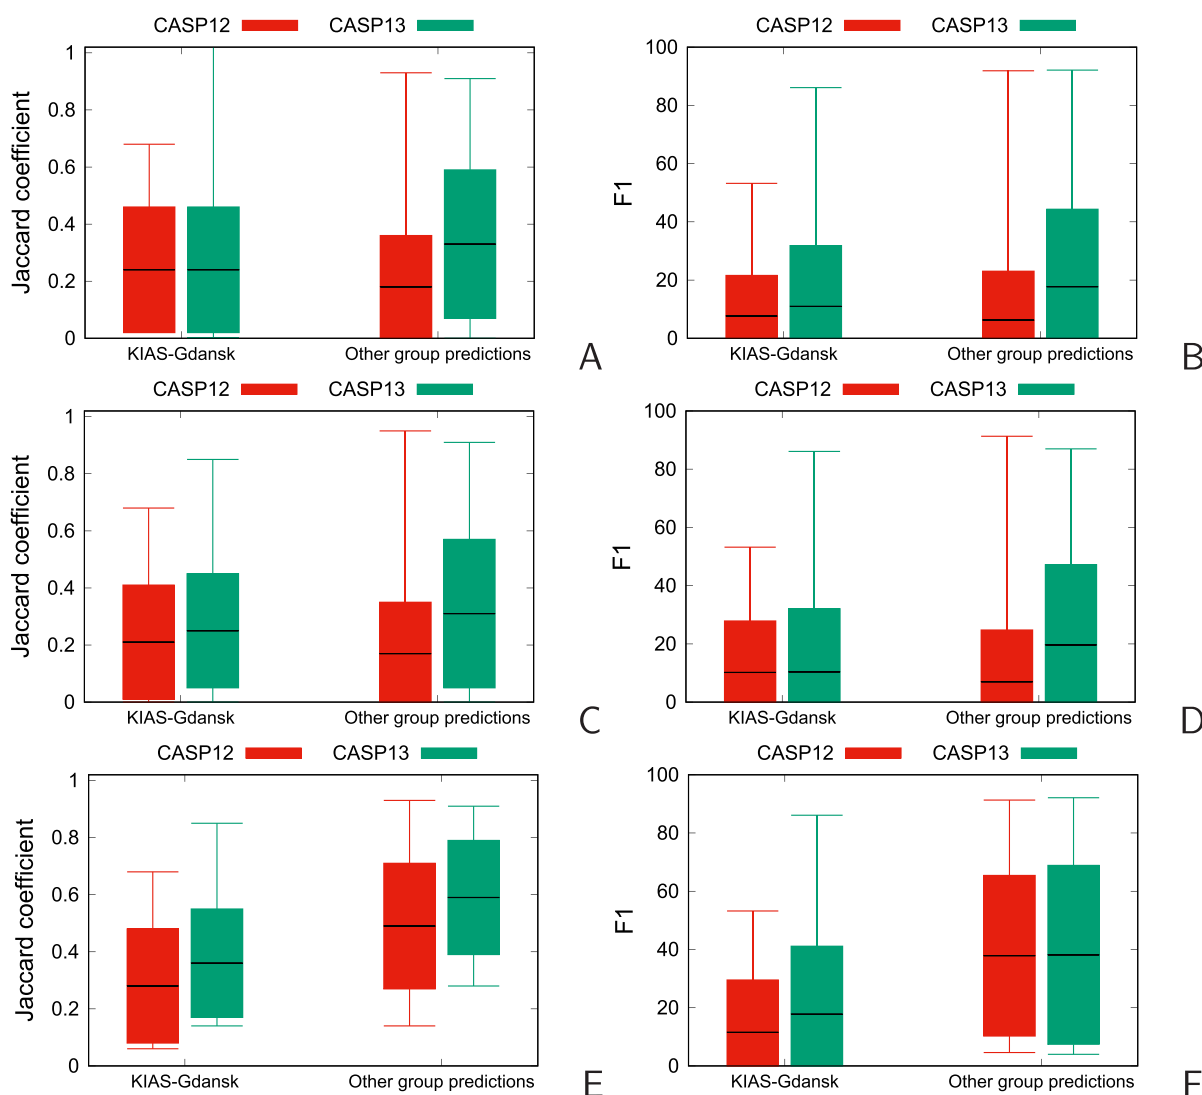 CASP12 CASP13
Jaccard coefficient
1
0.8
0.6
0.4
0.2
0
KIAS-Gdansk Other group predictions
A
CASP12 CASP13
F1
100
80
60
40
20
0
KIAS-Gdansk Other group predictions
B
CASP12 CASP13
Jaccard coefficient
1
0.8
0.6
0.4
0.2
0
KIAS-Gdansk Other group predictions
C
CASP12 CASP13
F1
100
80
60
40
20
0
KIAS-Gdansk Other group predictions
D
CASP12 CASP13
Jaccard coefficient
1
0.8
0.6
0.4
0.2
0
KIAS-Gdansk Other group predictions
E
CASP12 CASP13
F1
100
80
60
40
20
0
KIAS-Gdansk Other group predictions
F